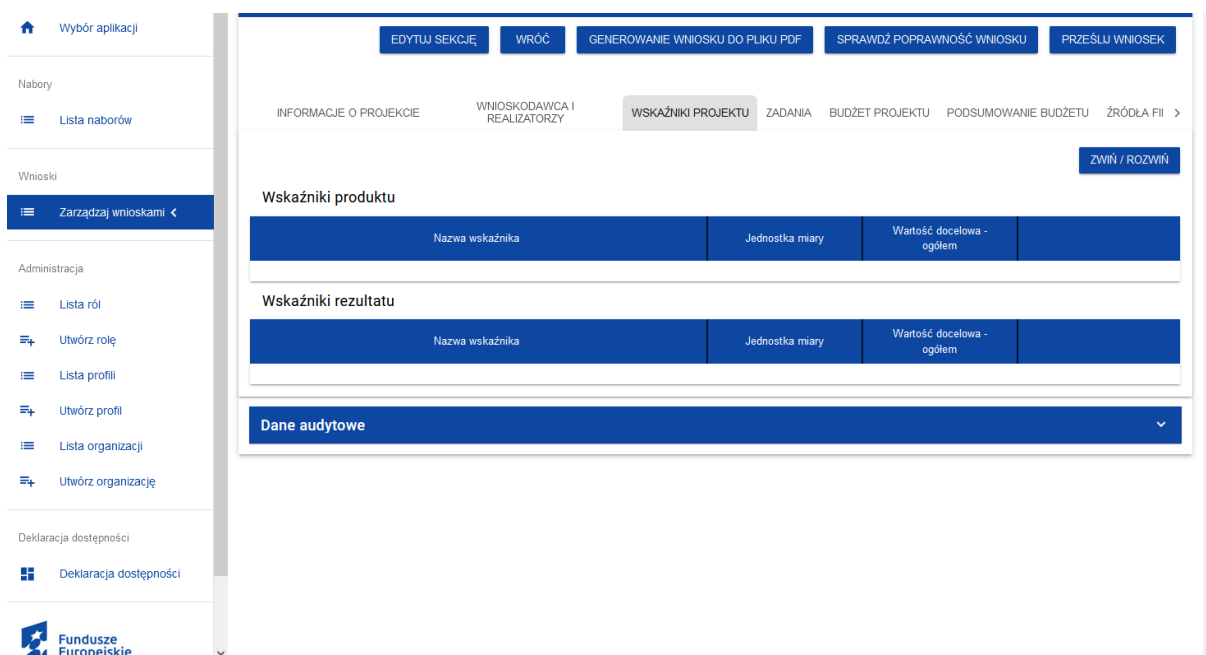 Wybór aplikacji
Nabory
Lista naborów
Wnioski
Zarządzaj wnioskami
Administracja
Lista ról
Utwórz rolę
Lista profili
Utwórz profil
Lista organizacji
Utwórz organizację
Deklaracja dostępności
Deklaracja dostępności
Fundusze
Europejskie
EDYTUJ SEKCJĘ
WRÓĆ
GENEROWANIE WNIOSKU DO PLIKU PDF
SPRAWDŹ POPRAWNOŚĆ WNIOSKU
PRZEŚLIJ WNIOSEK
INFORMACJE O PROJEKCIE
WNIOSKODAWCA I
REALIZATORZY
WSKAŹNIKI PROJEKTU
ZADANIA
BUDŻET PROJEKTU
PODSUMOWANIE BUDŻETU
ŹRÓDŁA FII
ZWIŃ / ROZWIŃ
Wskaźniki produktu
Nazwa wskaźnika
Jednostka miary
Wartość docelowa -
ogółem
Wskaźniki rezultatu
Nazwa wskaźnika
Jednostka miary
Wartość docelowa -
ogółem
Dane audytowe